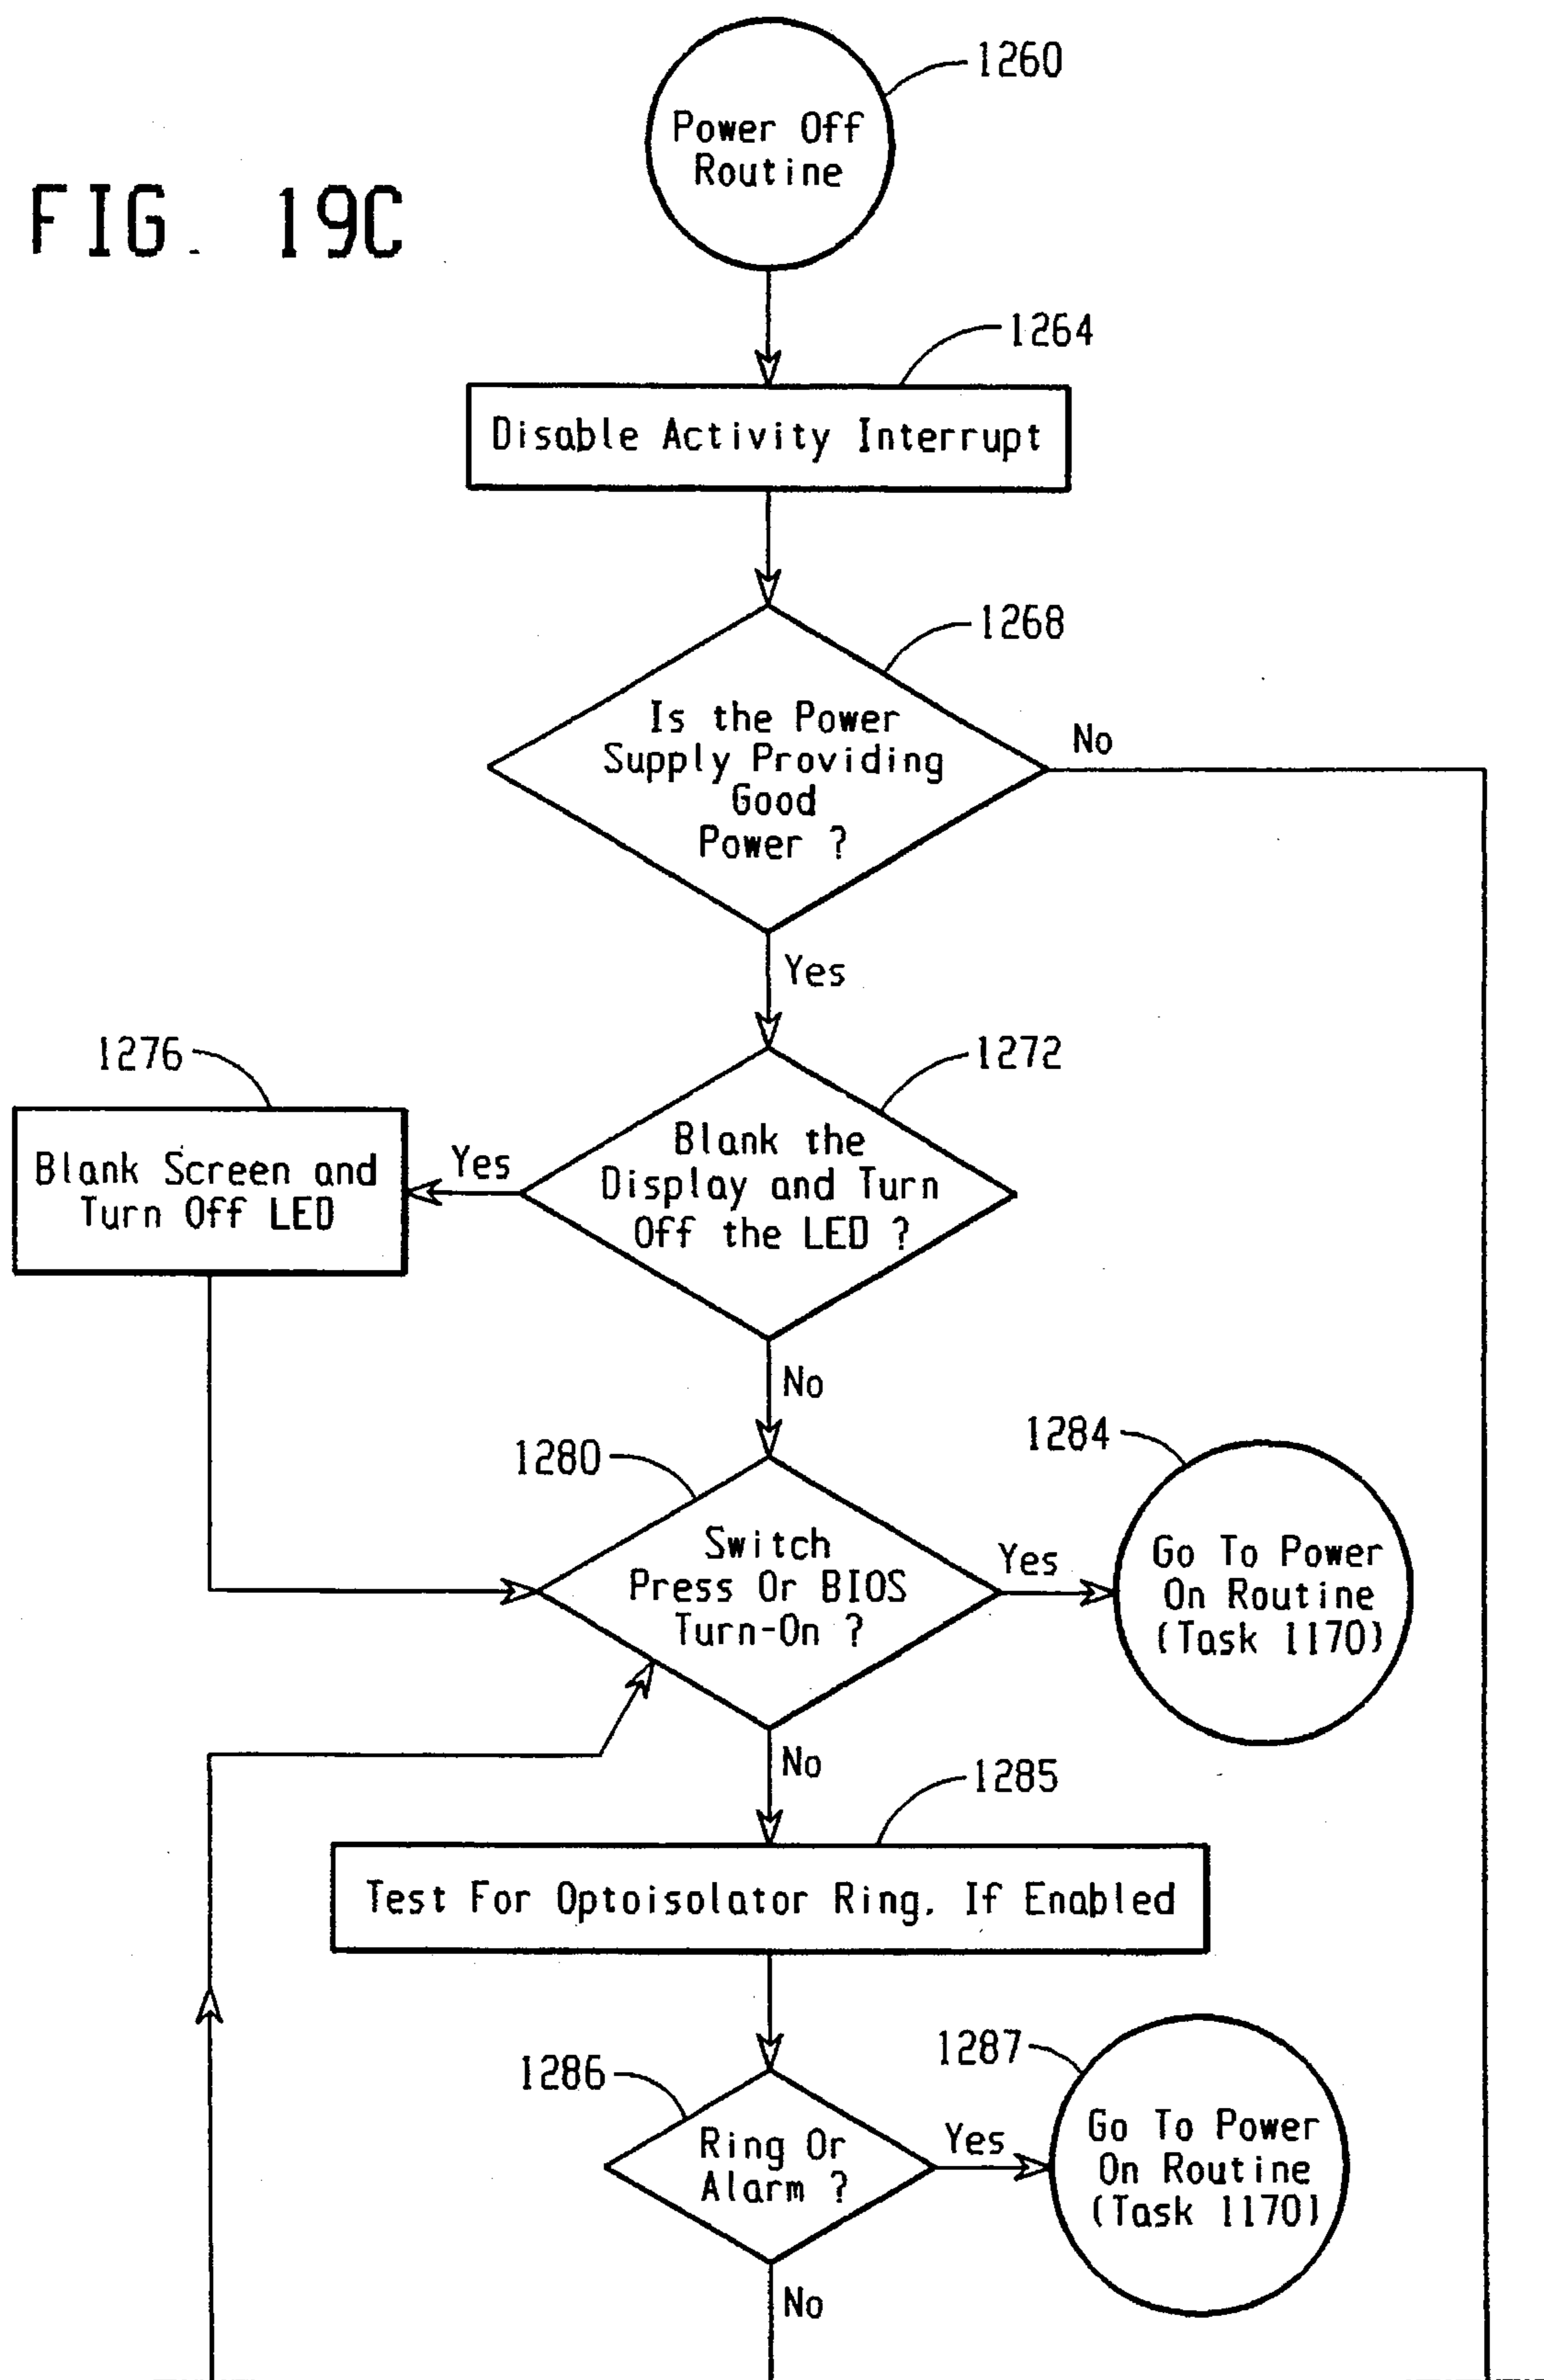 1260
Power Off
Routine
FIG. 19C
1264
Disable Activity Interrupt
1268
Is the Power
Supply Providing
Good
Power ?
No
Yes
1276
1272
Blank Screen and
Turn Off LED
Yes
Blank the
Display and Turn
Off the LED ?
No
1280
1284
Switch
Press Or BIOS
Turn-On ?
Yes
Go To Power
On Routine
(Task 1170)
No
1285
Test For Optoisolator Ring, If Enabled
1286
1287
Ring Or
Alarm ?
Yes
Go To Power
On Routine
(Task 1170)
No